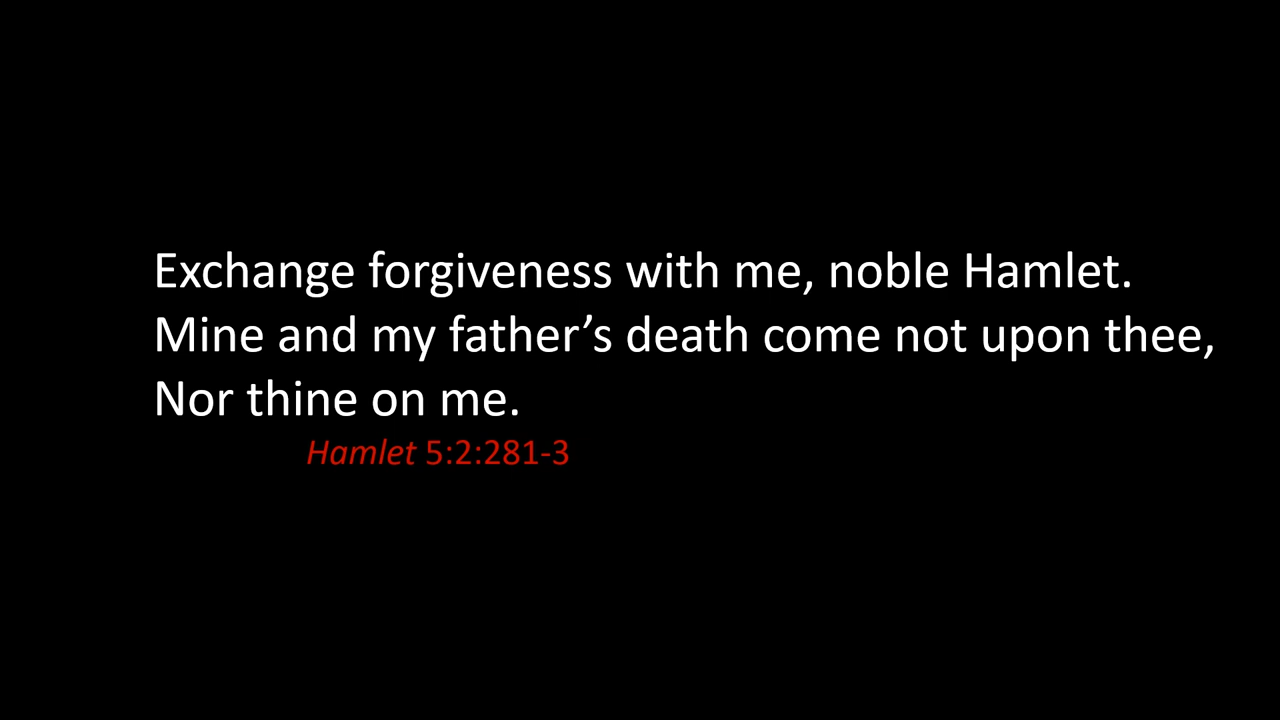 Exchange forgiveness with me, noble Hamlet.
Mine and my father’s death come not upon thee,
Nor thine on me.
Hamlet 5:2:281-3